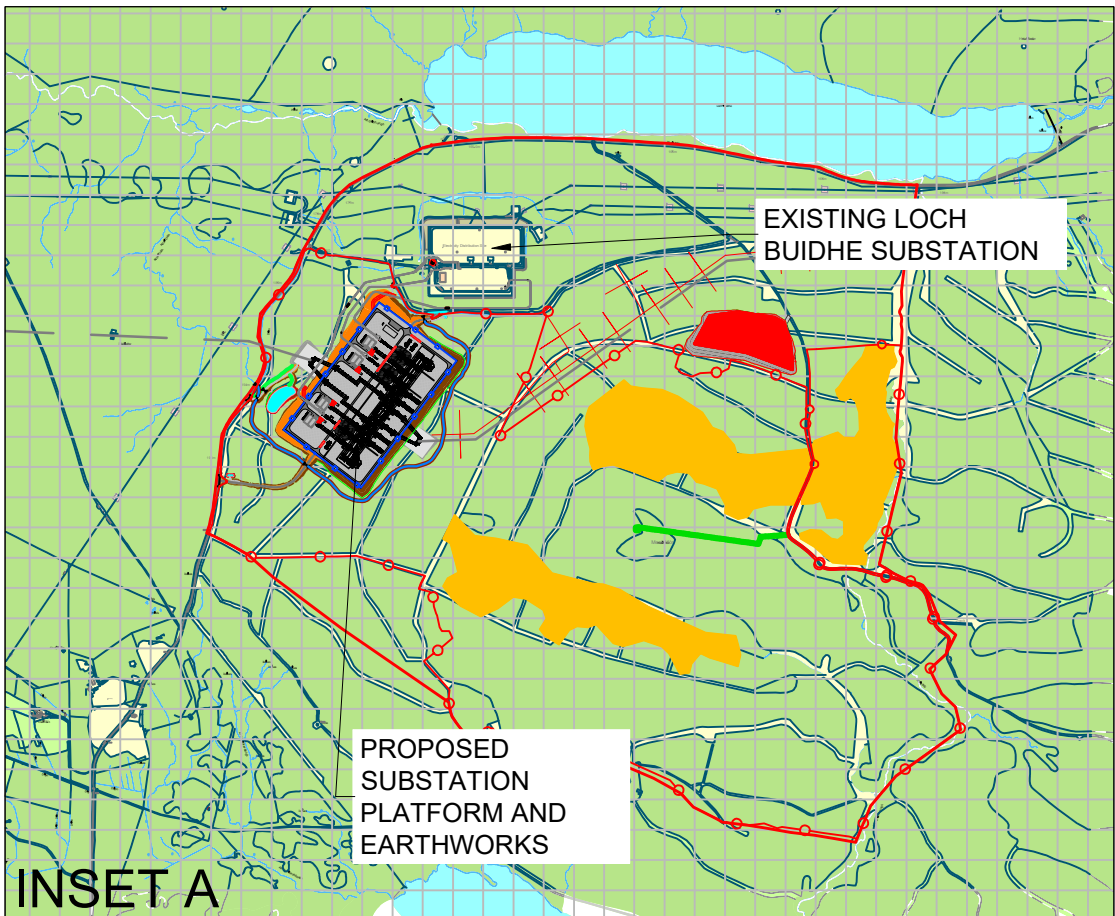 EXISTING LOCH
BUIDHE SUBSTATION
PROPOSED
SUBSTATION
PLATFORM AND
EARTHWORKS
INSET A